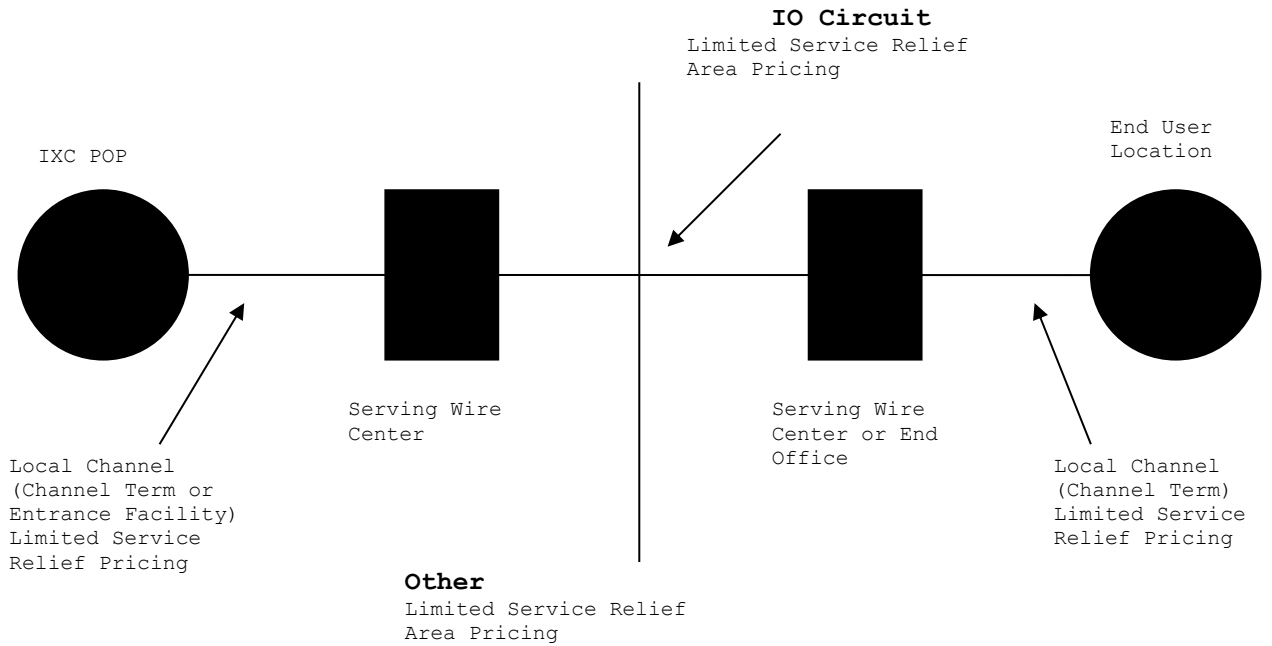 IO Circuit
Limited Service Relief
Area Pricing
End User
Location
IXC POP
Serving Wire
Center
Serving Wire
Center or End
Office
Local Channel
(Channel Term or
Entrance Facility)
Limited Service
Relief Pricing
Local Channel
(Channel Term)
Limited Service
Relief Pricing
Other
Limited Service Relief
Area Pricing